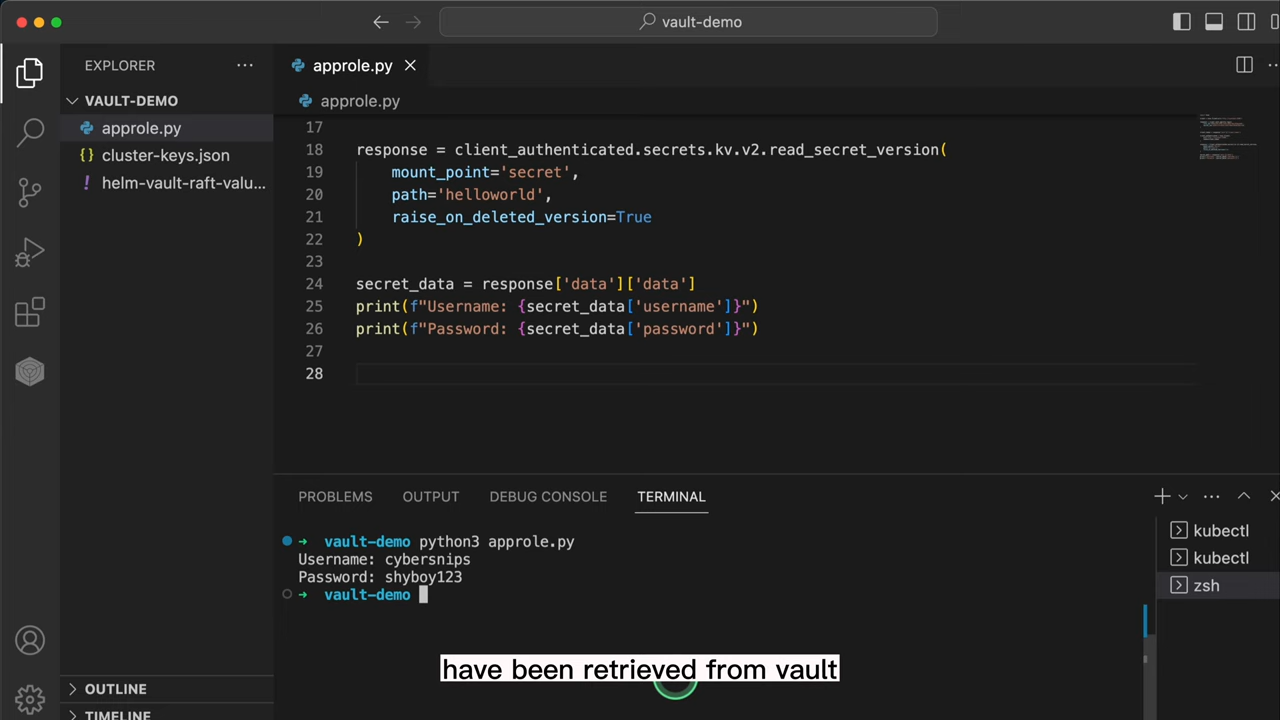 vault-demo
EXPLORER
approle.py
VAULT-DEMO
approle.py
approle.py
cluster-keys.json
helm-vault-raft-valu...
17
18 response = client_authenticated.secrets.kv.v2.read_secret_version(
19 mount_point='secret',
20 path='helloworld',
21 raise_on_deleted_version=True
22 )
23
24 secret_data = response['data']['data']
25 print(f"Username: {secret_data['username']}")
26 print(f"Password: {secret_data['password']}")
27
28
PROBLEMS OUTPUT DEBUG CONSOLE TERMINAL
→ vault-demo python3 approle.py
Username: cybersnips
Password: shyboy123
→ vault-demo
kubectl
kubectl
zsh
have been retrieved from vault
OUTLINE
TIMELINE